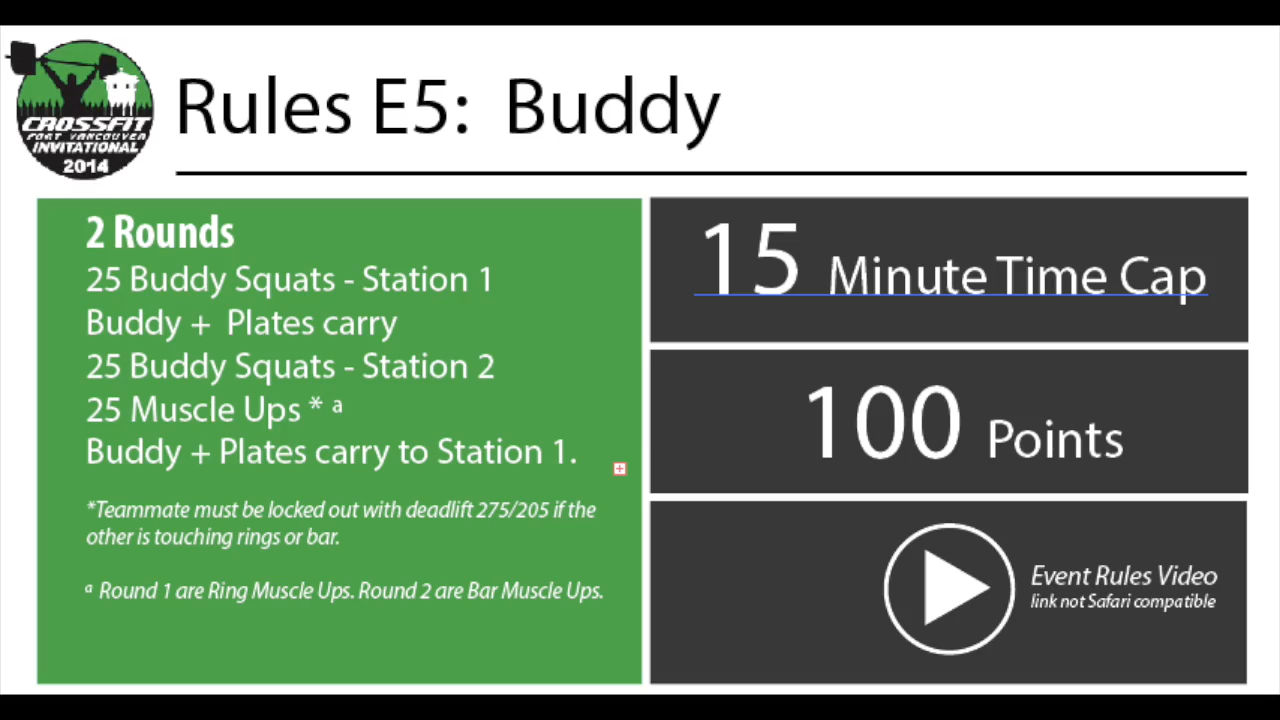 CROSSFIT
FORT VANCOUVER
INVITATIONAL
2014
Rules E5: Buddy
2 Rounds
25 Buddy Squats - Station 1
Buddy + Plates carry
25 Buddy Squats - Station 2
25 Muscle Ups * a
Buddy + Plates carry to Station 1.
*Teammate must be locked out with deadlift 275/205 if the
other is touching rings or bar.
a Round 1 are Ring Muscle Ups. Round 2 are Bar Muscle Ups.
15 Minute Time Cap
100 Points
Event Rules Video
link not Safari compatible